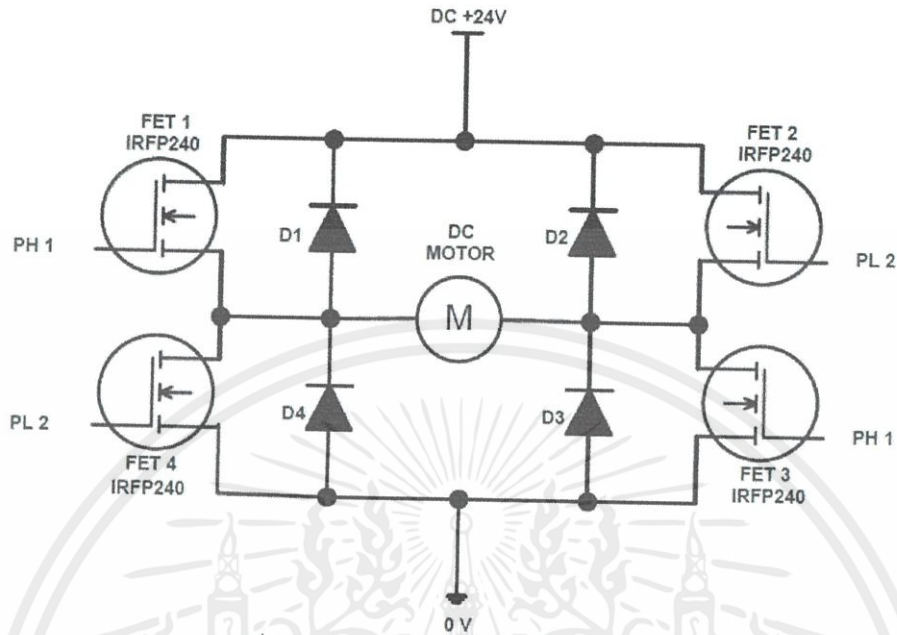 DC +24V
FET 1
IRFP240
FET 2
IRFP240
PH 1
D1
DC
MOTOR
D2
PL 2
M
PL 2
D4
D3
PH 1
FET 4
IRFP240
FET 3
IRFP240
0 V